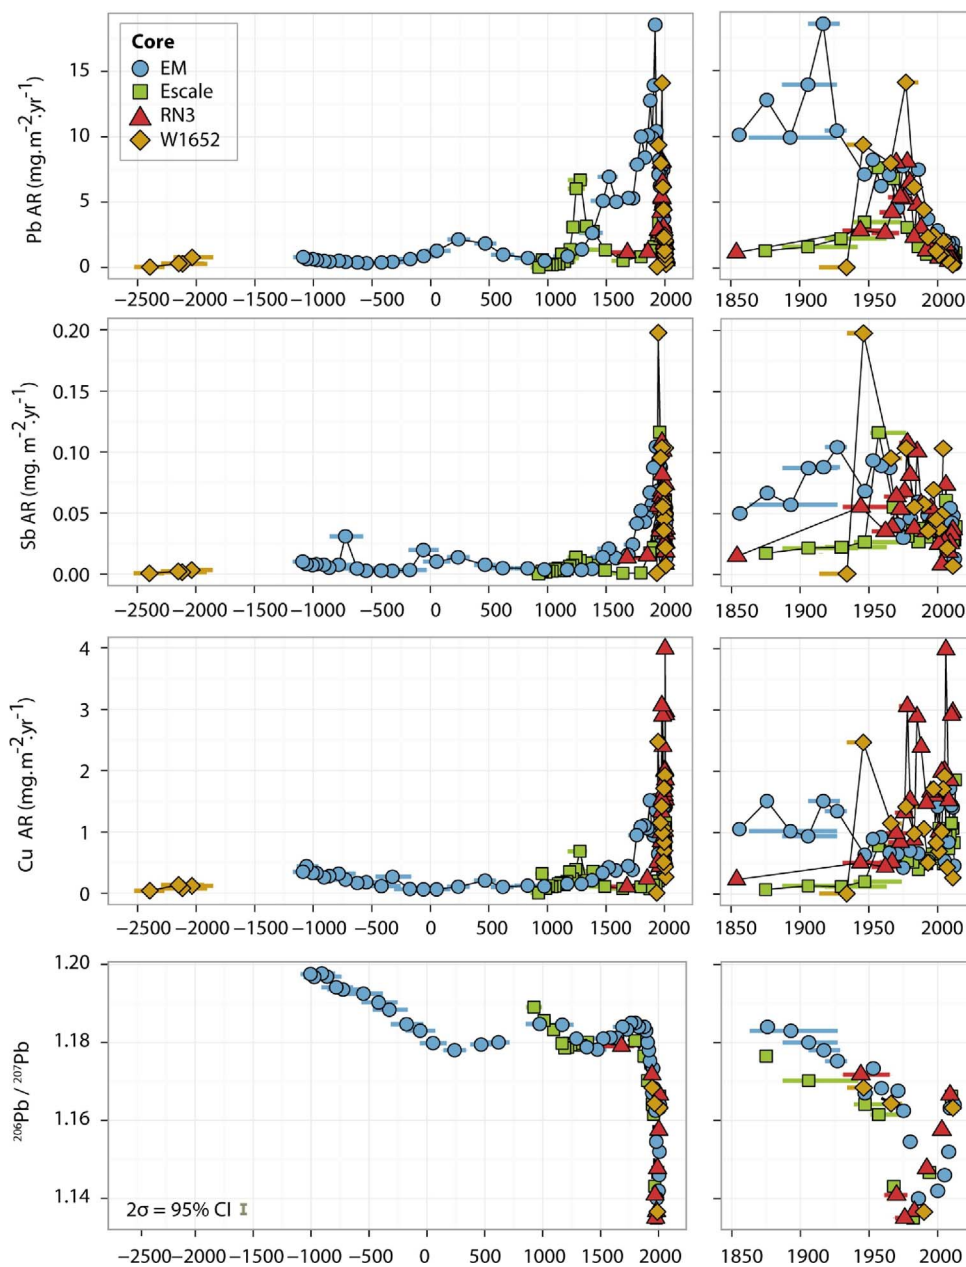 Core
EM
Escale
RN3
W1652
Pb AR (mg.m⁻².yr⁻¹)
15
10
5
0
−2500 −2000 −1500 −1000 −500 0 500 1000 1500 2000
1850 1900 1950 2000
Sb AR (mg. m⁻².yr⁻¹)
0.20
0.15
0.10
0.05
0.00
−2500 −2000 −1500 −1000 −500 0 500 1000 1500 2000
1850 1900 1950 2000
Cu AR (mg.m⁻².yr⁻¹)
4
3
2
1
0
−2500 −2000 −1500 −1000 −500 0 500 1000 1500 2000
1850 1900 1950 2000
²⁰⁶Pb / ²⁰⁷Pb
1.20
1.18
1.16
1.14
2σ = 95% CI
−2500 −2000 −1500 −1000 −500 0 500 1000 1500 2000
1850 1900 1950 2000